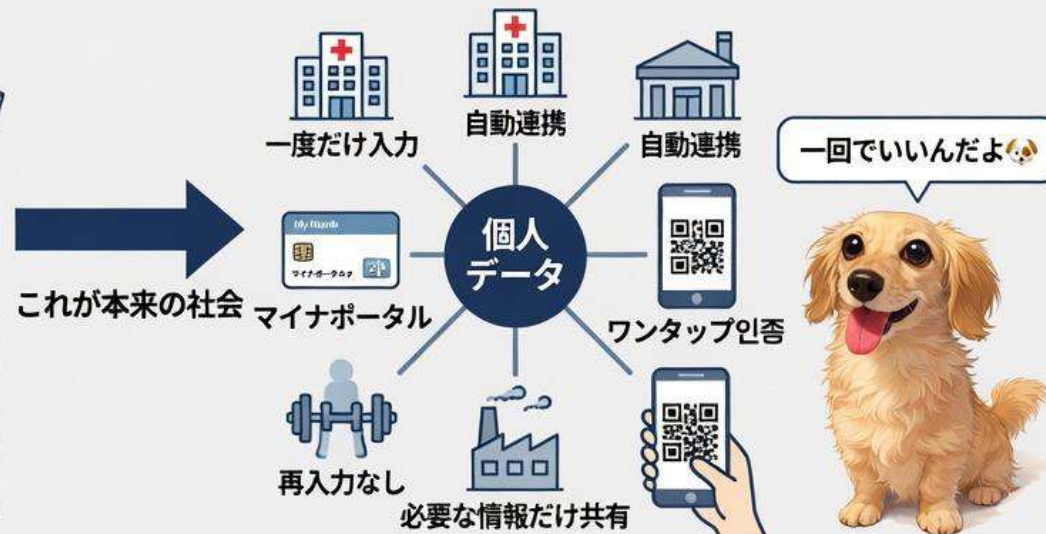 一度だけ入力
自動連携
自動連携
一回でいいんだよ
個人
データ
これが本来の社会
マイナポータル
ワンタップ人
再入力なし
必要な情報だけ共有